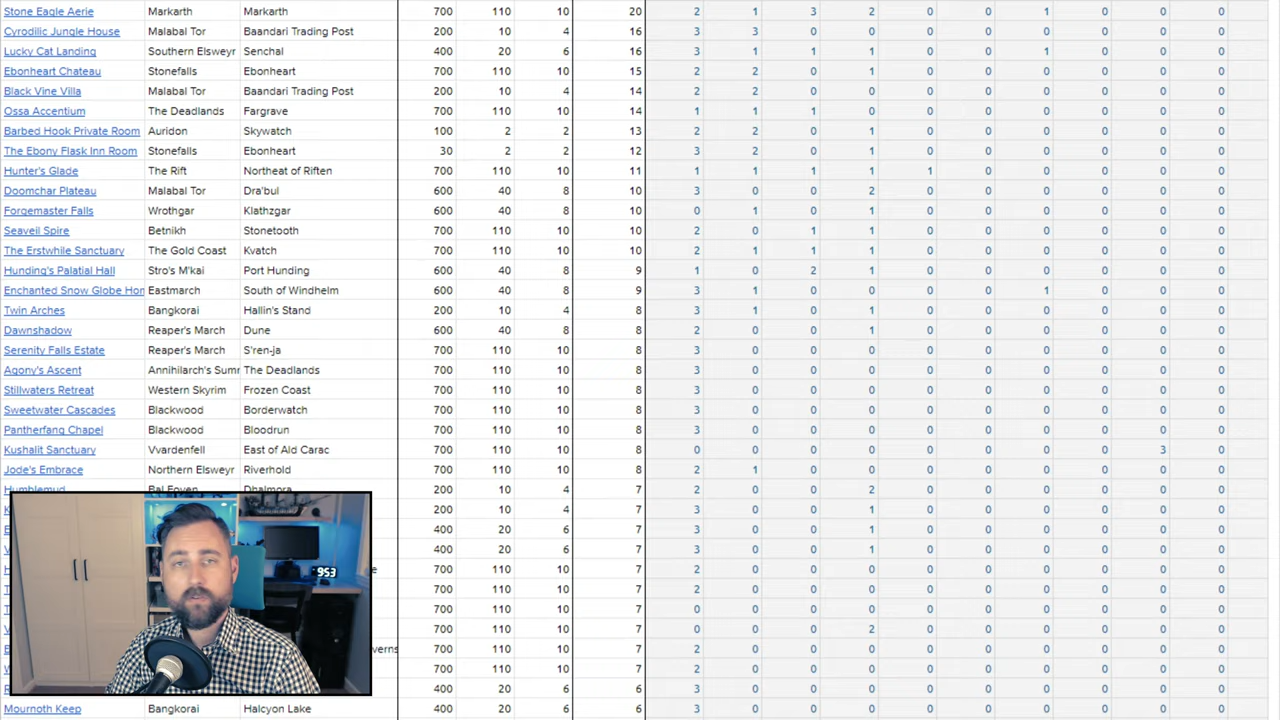 Stone Eagle Aerie Markarth Markarth 700 110 10 20 2 1 3 2 0 0 1 0 0 0
Cyrodilic Jungle House Malabal Tor Baandari Trading Post 200 10 4 16 3 3 0 0 0 0 0 0 0 0
Lucky Cat Landing Southern Elsweyr Senchal 400 20 6 16 3 1 1 1 0 0 1 0 0 0
Ebonheart Chateau Stonefalls Ebonheart 700 110 10 15 2 2 0 1 0 0 0 0 0 0
Black Vine Villa Malabal Tor Baandari Trading Post 200 10 4 14 2 2 0 0 0 0 0 0 0 0
Ossa Accentium The Deadlands Fargrave 700 110 10 14 1 1 1 0 0 0 0 0 0 0
Barbed Hook Private Room Auridon Skywatch 100 2 2 13 2 2 0 1 0 0 0 0 0 0
The Ebony Flask Inn Room Stonefalls Ebonheart 30 2 2 12 3 2 0 1 0 0 0 0 0 0
Hunter's Glade The Rift Northeat of Riften 700 110 10 11 1 1 1 1 1 0 0 0 0 0
Doomchar Plateau Malabal Tor Dra'bul 600 40 8 10 3 0 0 2 0 0 0 0 0 0
Forgemaster Falls Wrothgar Klathzgar 600 40 8 10 0 1 0 1 0 0 0 0 0 0
Seaveil Spire Betnikh Stonetooth 700 110 10 10 2 0 1 1 0 0 0 0 0 0
The Erstwhile Sanctuary The Gold Coast Kvatch 700 110 10 10 2 1 1 1 0 0 0 0 0 0
Hunding's Palatial Hall Stro's M'kai Port Hunding 600 40 8 9 1 0 2 1 0 0 0 0 0 0
Enchanted Snow Globe Hor Eastmarch South of Windhelm 600 40 8 9 3 1 0 0 0 0 1 0 0 0
Twin Arches Bangkorai Hallin's Stand 200 10 4 8 3 1 0 1 0 0 0 0 0 0
Dawnshadow Reaper's March Dune 600 40 8 8 2 0 0 1 0 0 0 0 0 0
Serenity Falls Estate Reaper's March S'ren-ja 700 110 10 8 3 0 0 0 0 0 0 0 0 0
Agony's Ascent Annihilarch's Sumr The Deadlands 700 110 10 8 3 0 0 0 0 0 0 0 0 0
Stillwaters Retreat Western Skyrim Frozen Coast 700 110 10 8 3 0 0 0 0 0 0 0 0 0
Sweetwater Cascades Blackwood Borderwatch 700 110 10 8 3 0 0 0 0 0 0 0 0 0
Pantherfang Chapel Blackwood Bloodrun 700 110 10 8 3 0 0 0 0 0 0 0 0 0
Kushalit Sanctuary Vvardenfell East of Ald Carac 700 110 10 8 0 0 0 0 0 0 0 0 3 0
Jode's Embrace Northern Elsweyr Riverhold 700 110 10 8 2 1 0 0 0 0 0 0 0 0
Humblemud Bal Foyen Dhalmora 200 10 4 7 2 0 0 2 0 0 0 0 0 0
K 200 10 4 7 3 0 0 1 0 0 0 0 0 0
E 400 20 6 7 3 0 0 1 0 0 0 0 0 0
V 400 20 6 7 3 0 0 1 0 0 0 0 0 0
H e 700 110 10 7 2 0 0 0 0 0 0 0 0 0
T 700 110 10 7 2 0 0 0 0 0 0 0 0 0
T 700 110 10 7 0 0 0 0 0 0 0 0 0 0
V 700 110 10 7 0 0 0 2 0 0 0 0 0 0
E verns 700 110 10 7 2 0 0 0 0 0 0 0 0 0
W 700 110 10 7 2 0 0 0 0 0 0 0 0 0
R 400 20 6 6 3 0 0 0 0 0 0 0 0 0
Mournoth Keep Bangkorai Halcyon Lake 400 20 6 6 3 0 0 0 0 0 0 0 0 0
953